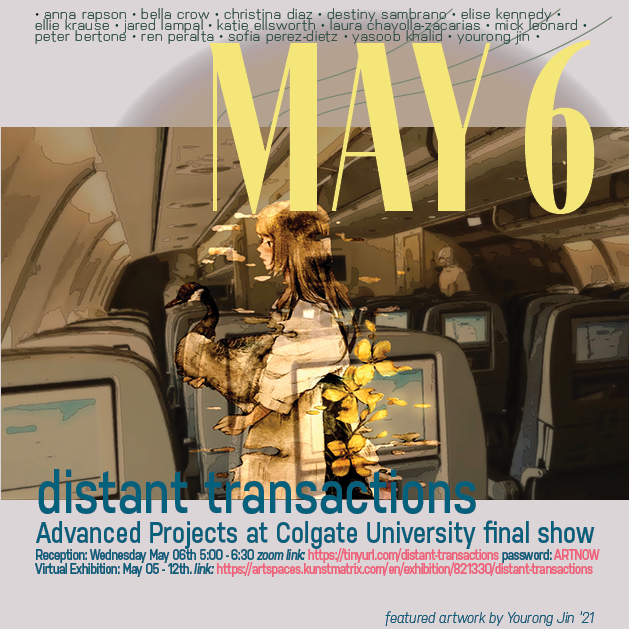 • anna rapson • bella crow • christina diaz • destiny sambrano • elise kennedy •
ellie krause • jared lampal • katie ellsworth • laura chavolla-zacarias • mick leonard •
peter bertone • ren peralta • sofia perez-dietz • yasoob khalid • yourong jin •
MAY 6
distant transactions
Advanced Projects at Colgate University final show
Reception: Wednesday May 06th 5:00 - 6:30 zoom link: https://tinyurl.com/distant-transactions password: ARTNOW
Virtual Exhibition: May 05 - 12th. link: https://artspaces.kunstmatrix.com/en/exhibition/821330/distant-transactions
featured artwork by Yourong Jin '21